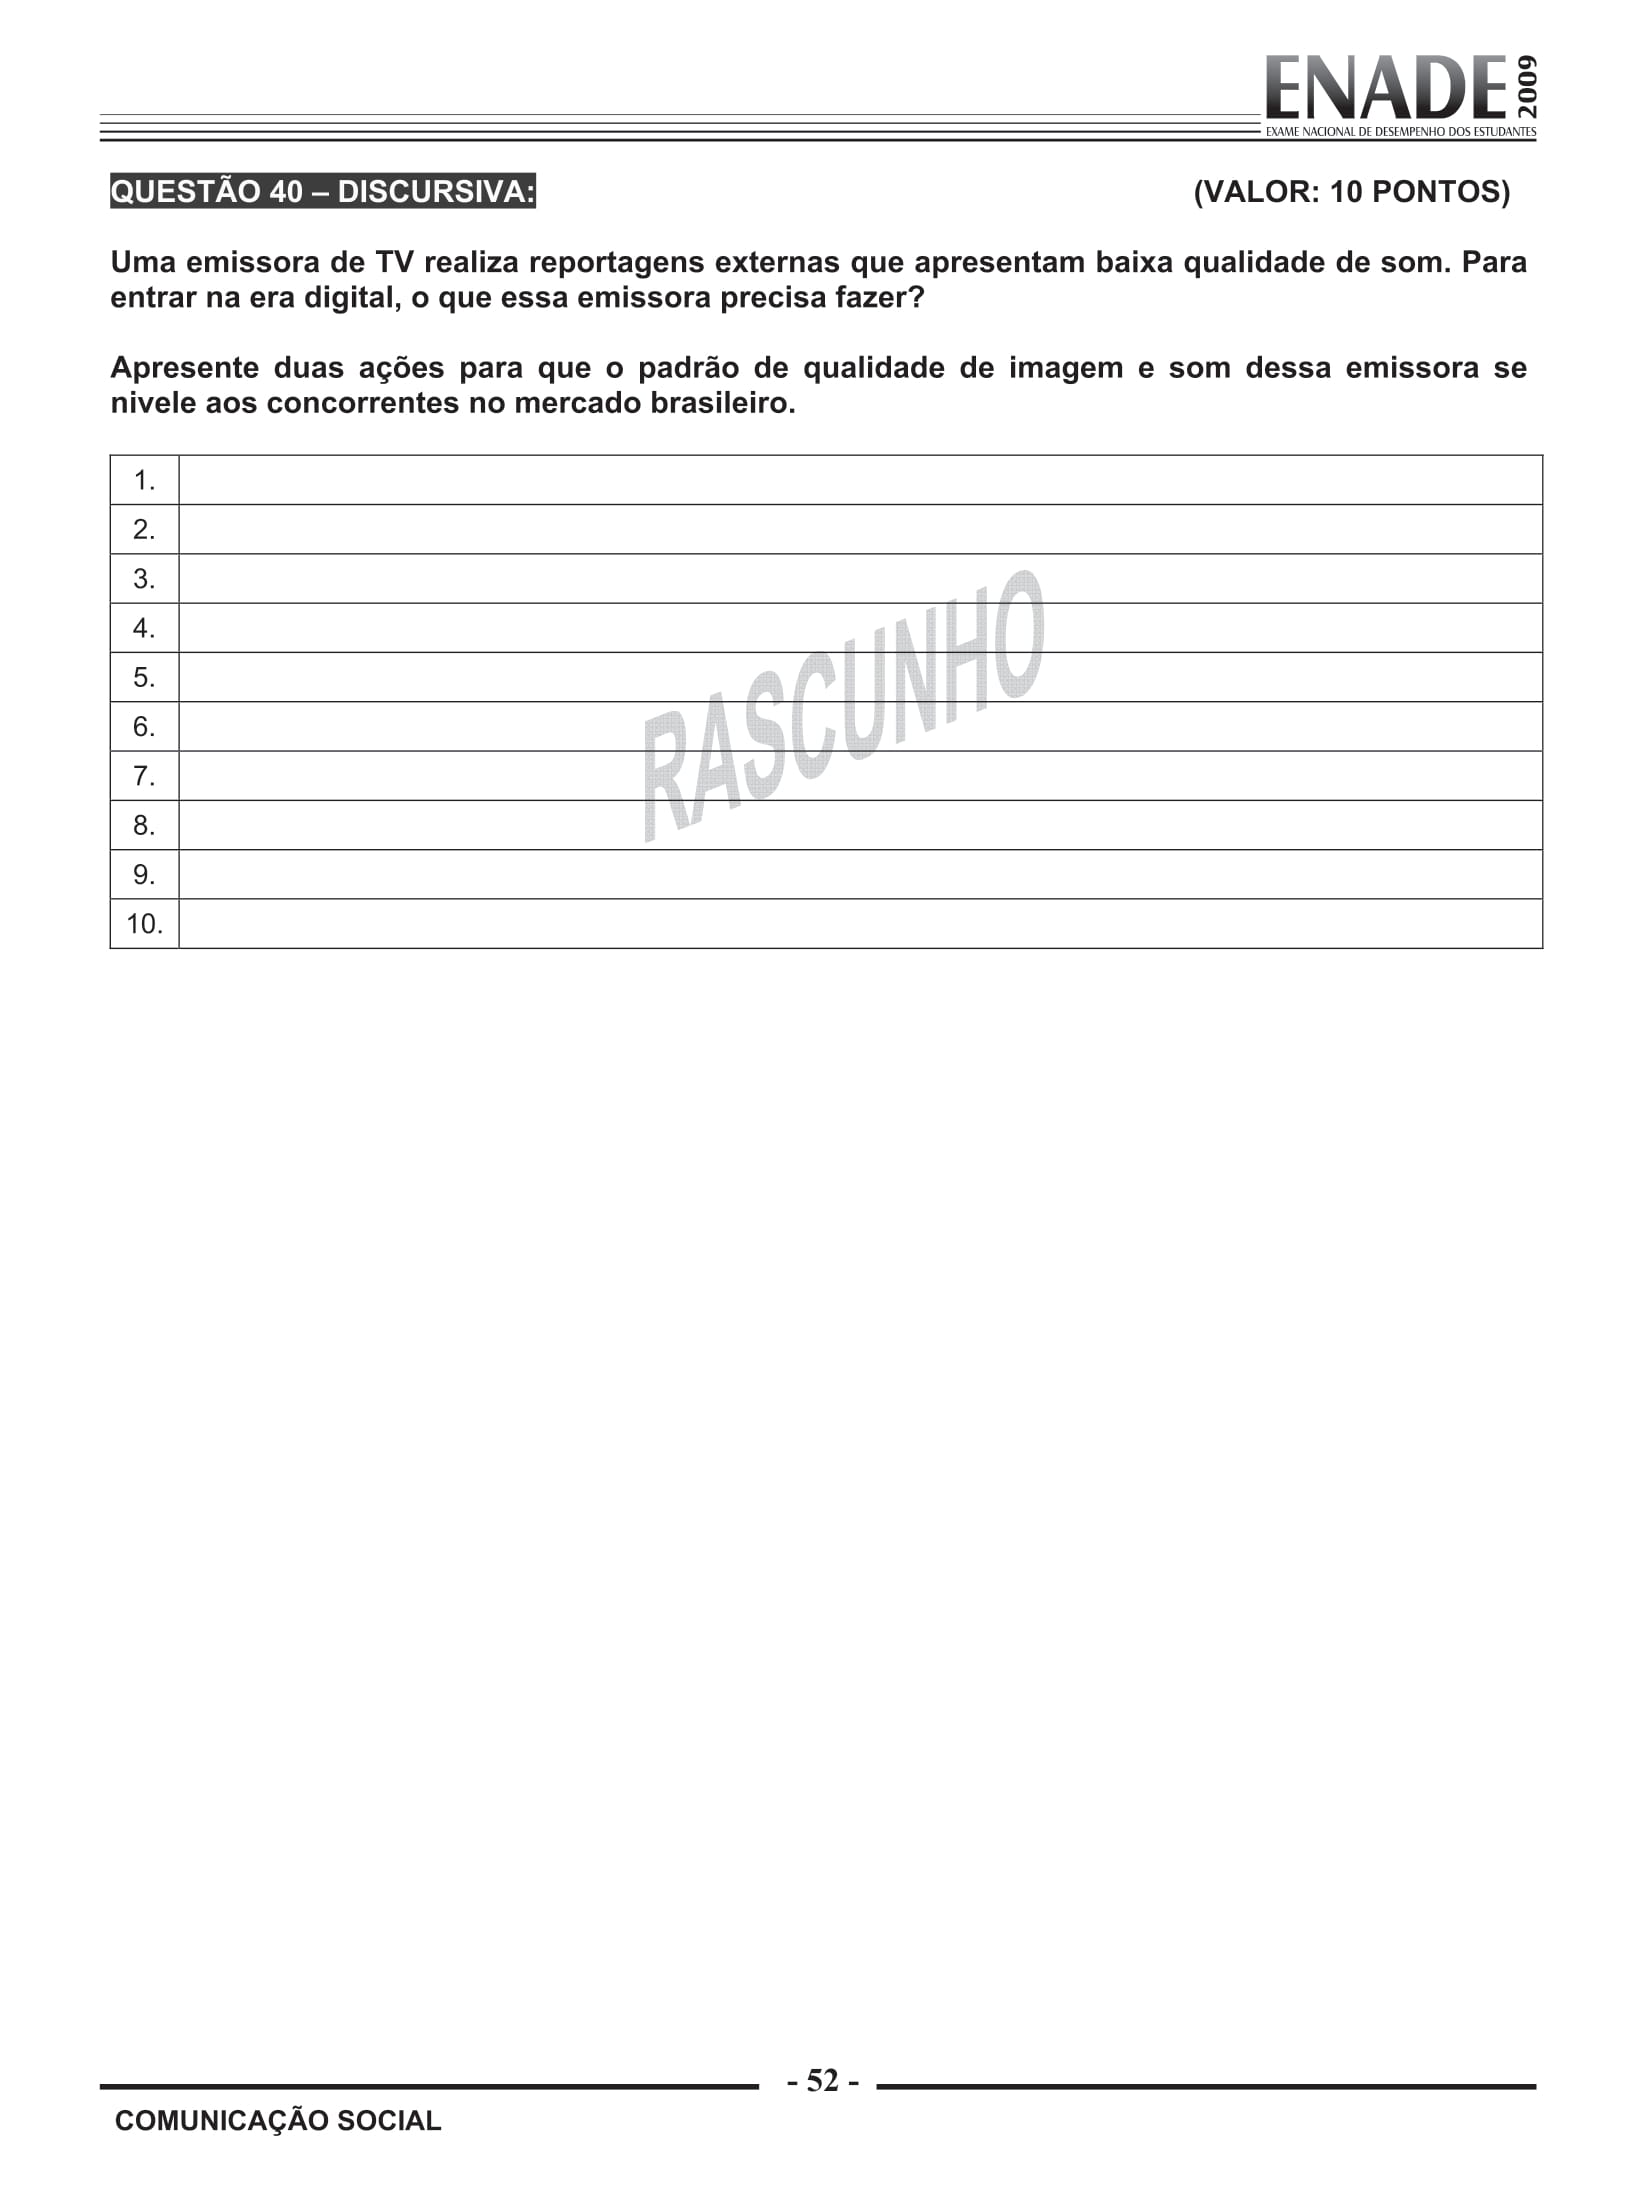 ENADE 2009
EXAME NACIONAL DE DESEMPENHO DOS ESTUDANTES
QUESTÃO 40 – DISCURSIVA: (VALOR: 10 PONTOS)
Uma emissora de TV realiza reportagens externas que apresentam baixa qualidade de som. Para
entrar na era digital, o que essa emissora precisa fazer?
Apresente duas ações para que o padrão de qualidade de imagem e som dessa emissora se
nivele aos concorrentes no mercado brasileiro.
1.
2.
3.
4.
5.
6.
7.
8.
9.
10.
RASCUNHO
- 52 -
COMUNICAÇÃO SOCIAL